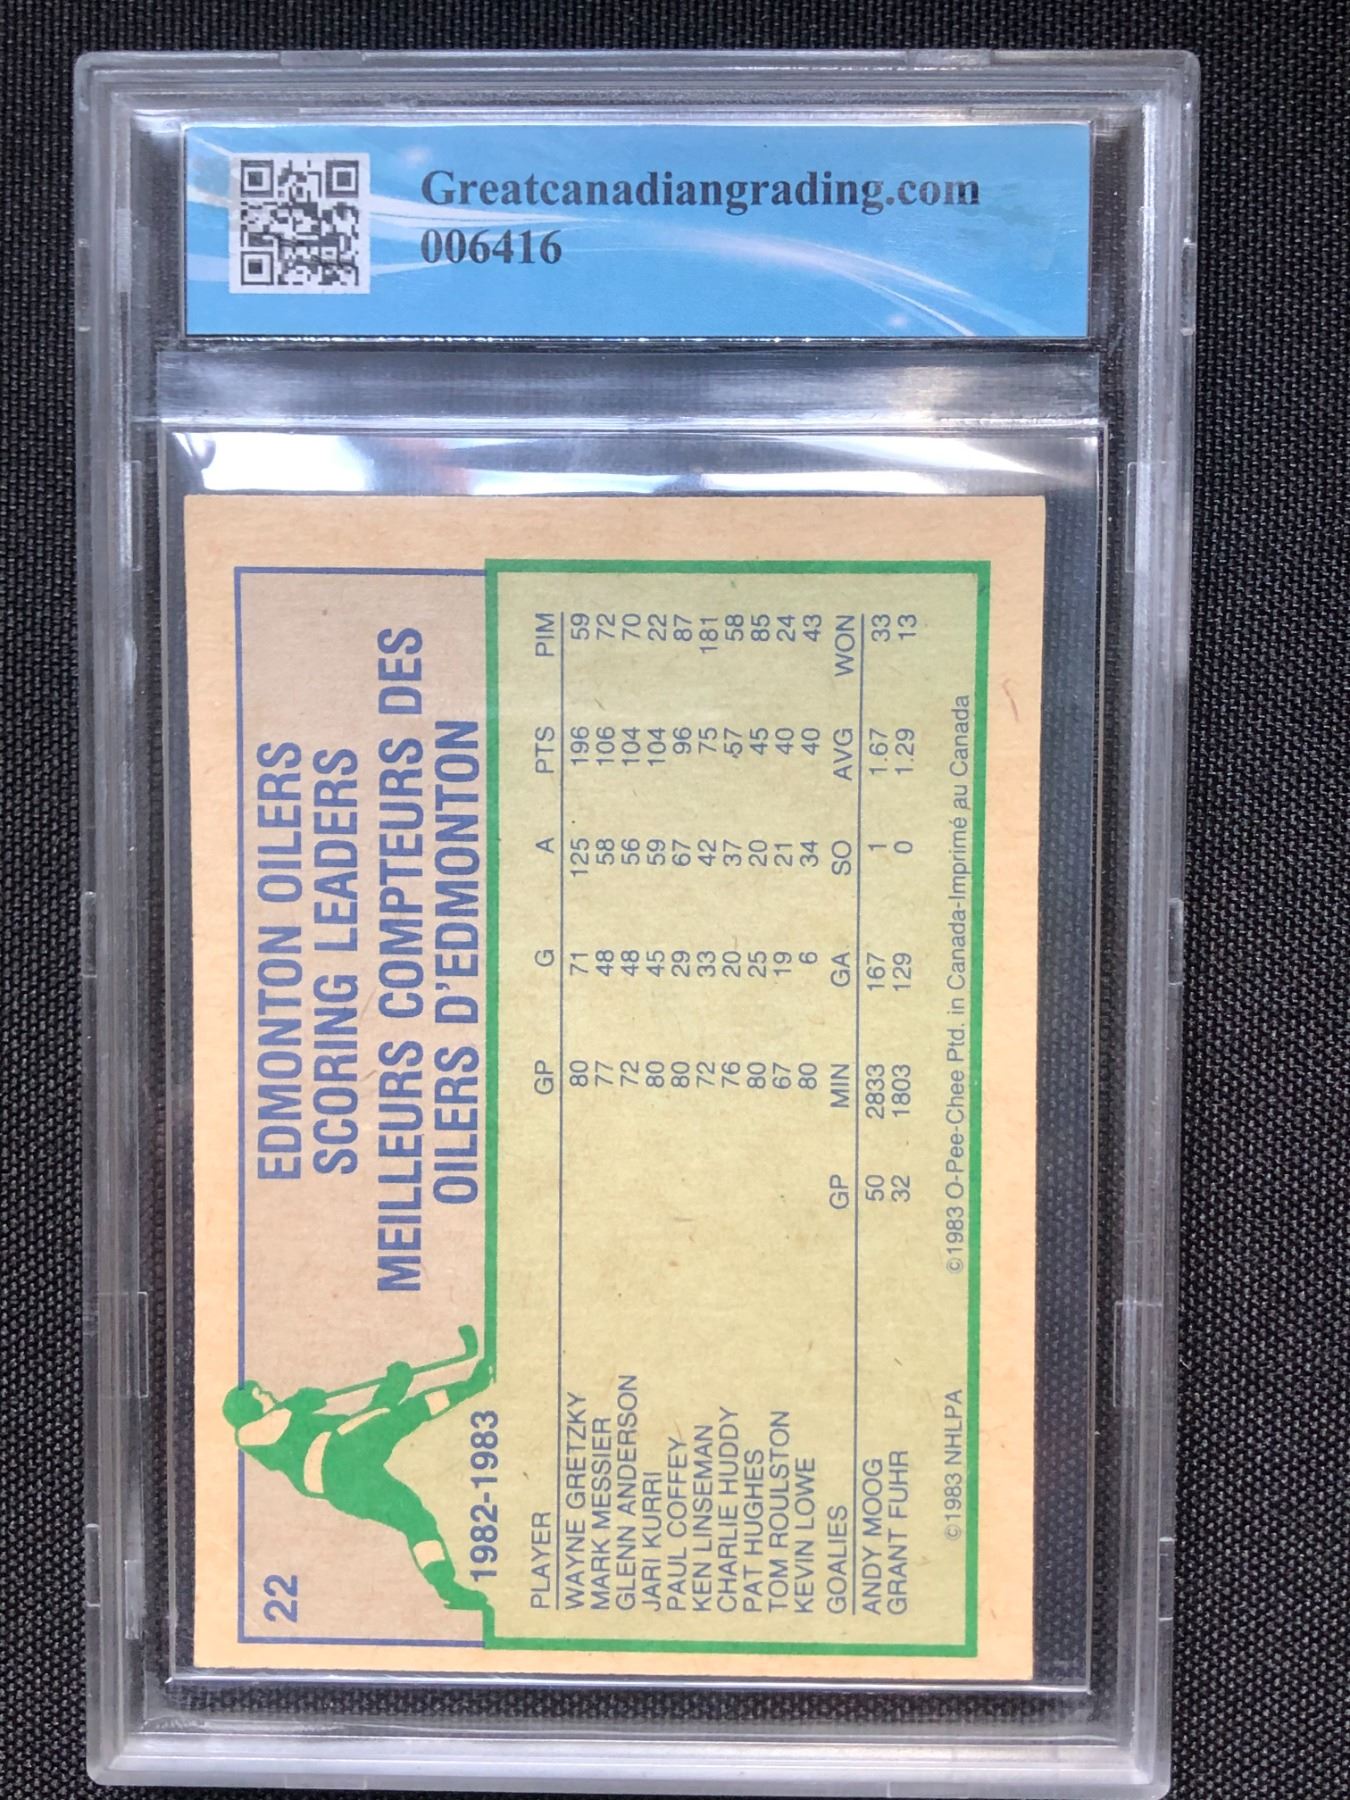 Greatcanadiangrading.com
006416
22
EDMONTON OILERS
SCORING LEADERS
MEILLEURS COMPTEURS DES
OILERS D'EDMONTON
1982-1983
PLAYER GP G A PTS PIM
WAYNE GRETZKY 80 71 125 196 59
MARK MESSIER 77 48 58 106 72
GLENN ANDERSON 72 48 56 104 70
JARI KURRI 80 45 59 104 22
PAUL COFFEY 80 29 67 96 87
KEN LINSEMAN 72 33 42 75 181
CHARLIE HUDDY 76 20 37 57 58
PAT HUGHES 80 25 20 45 85
TOM ROULSTON 67 19 21 40 24
KEVIN LOWE 80 6 34 40 43
GOALIES GP MIN GA SO AVG WON
ANDY MOOG 50 2833 167 1 1.67 33
GRANT FUHR 32 1803 129 0 1.29 13
©1983 NHLPA ©1983 O-Pee-Chee Ptd. in Canada-Imprimé au Canada